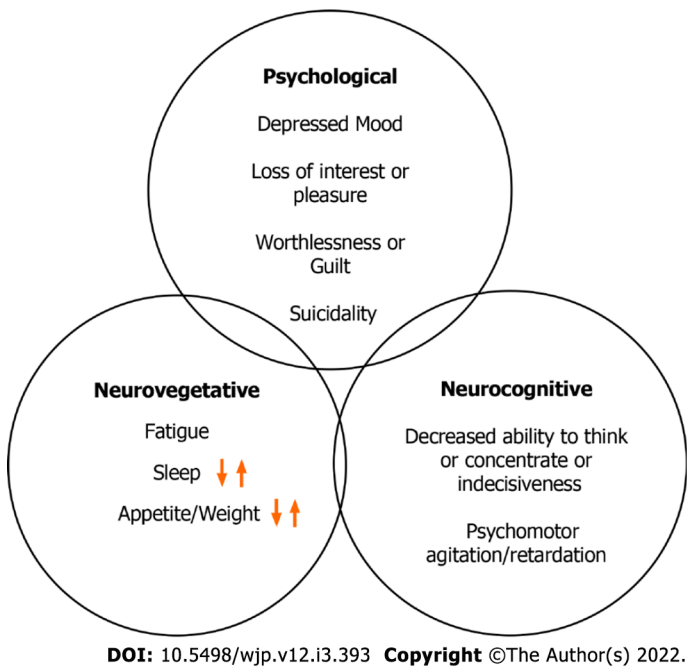 Psychological
Depressed Mood
Loss of interest or
pleasure
Worthlessness or
Guilt
Suicidality
Neurovegetative
Fatigue
Sleep ↓↑
Appetite/Weight ↓↑
Neurocognitive
Decreased ability to think
or concentrate or
indecisiveness
Psychomotor
agitation/retardation
DOI: 10.5498/wjp.v12.i3.393 Copyright ©The Author(s) 2022.